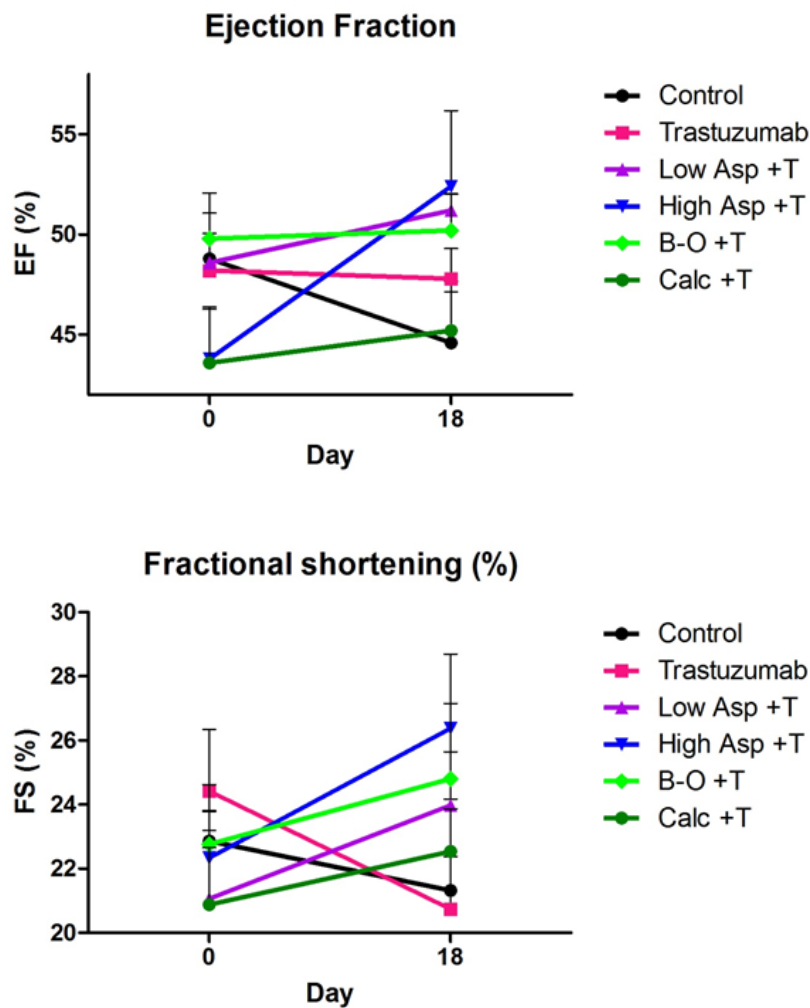 Ejection Fraction
EF (%)
55
50
45
0
18
Day
Control
Trastuzumab
Low Asp +T
High Asp +T
B-O +T
Calc +T
Fractional shortening (%)
FS (%)
30
28
26
24
22
20
0
18
Day
Control
Trastuzumab
Low Asp +T
High Asp +T
B-O +T
Calc +T